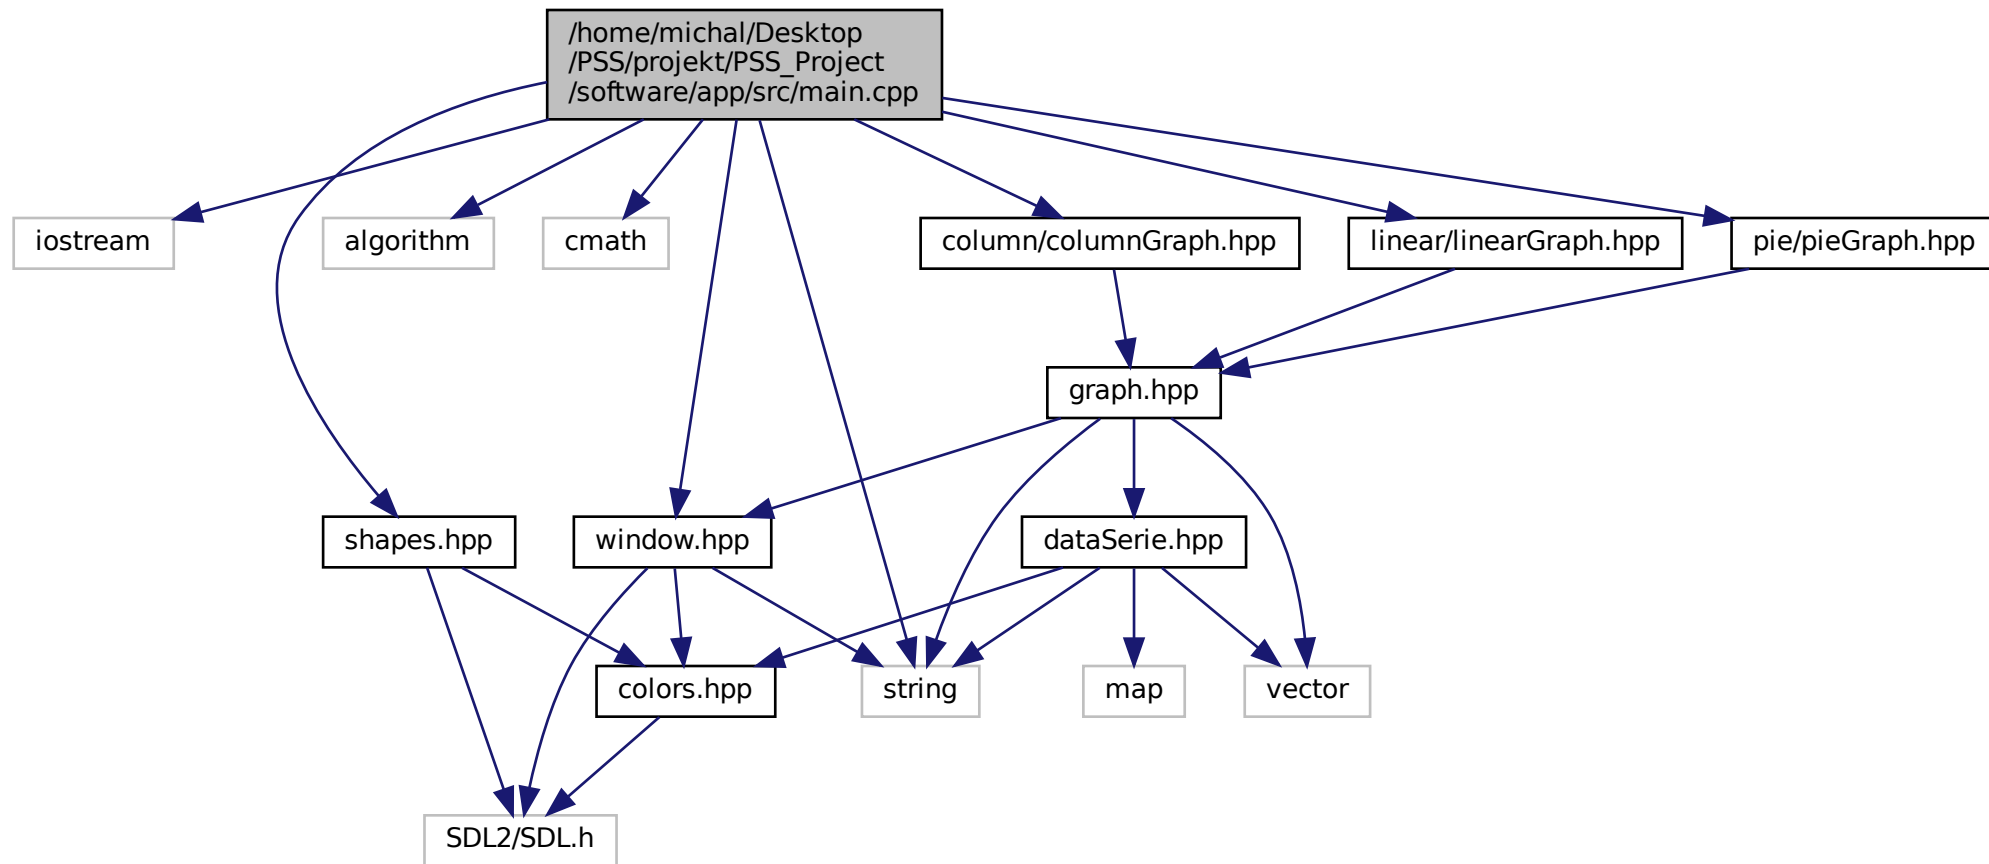 /home/michal/Desktop
/PSS/projekt/PSS_Project
/software/app/src/main.cpp
iostream
algorithm
cmath
column/columnGraph.hpp
linear/linearGraph.hpp
pie/pieGraph.hpp
graph.hpp
shapes.hpp
window.hpp
dataSerie.hpp
colors.hpp
string
map
vector
SDL2/SDL.h